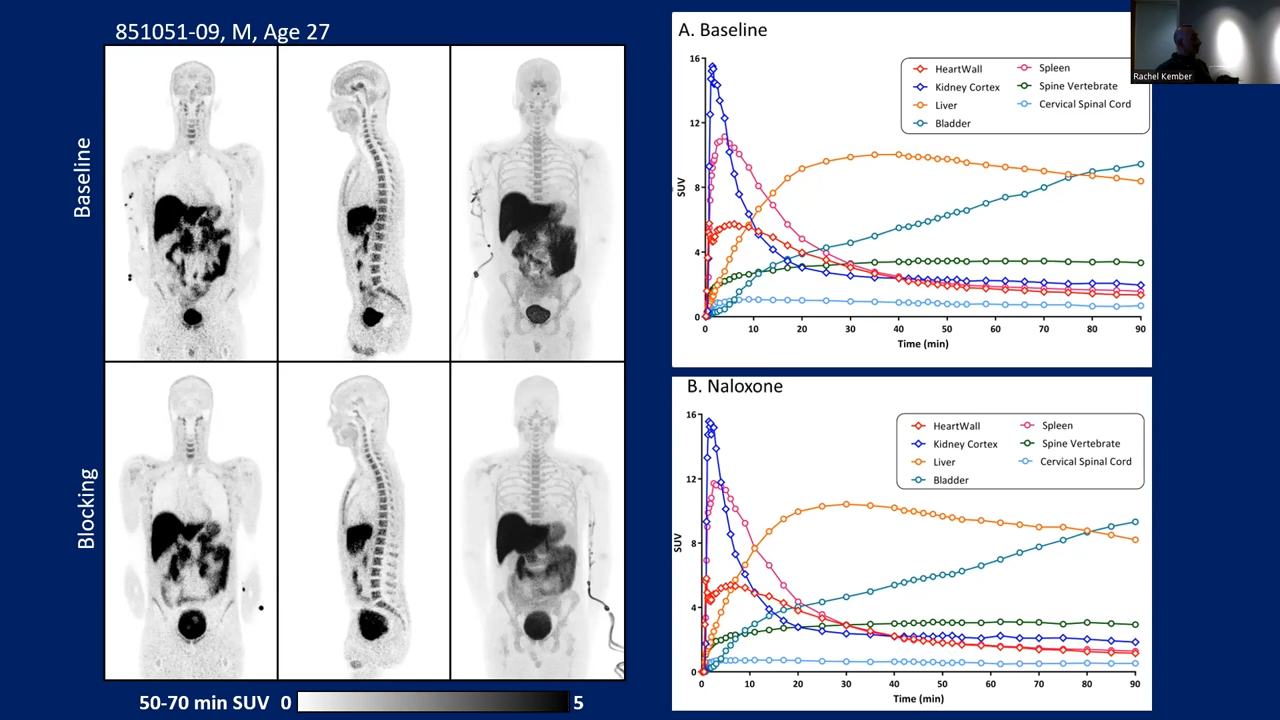 851051-09, M, Age 27
Baseline
Blocking
50-70 min SUV 0 5
A. Baseline
16
12
8
4
0
SUV
0 10 20 30 40 50 60 70 80 90
Time (min)
HeartWall
Kidney Cortex
Liver
Bladder
Spleen
Spine Vertebrate
Cervical Spinal Cord
B. Naloxone
16
12
8
4
0
SUV
0 10 20 30 40 50 60 70 80 90
Time (min)
HeartWall
Kidney Cortex
Liver
Bladder
Spleen
Spine Vertebrate
Cervical Spinal Cord
Rachel Kember